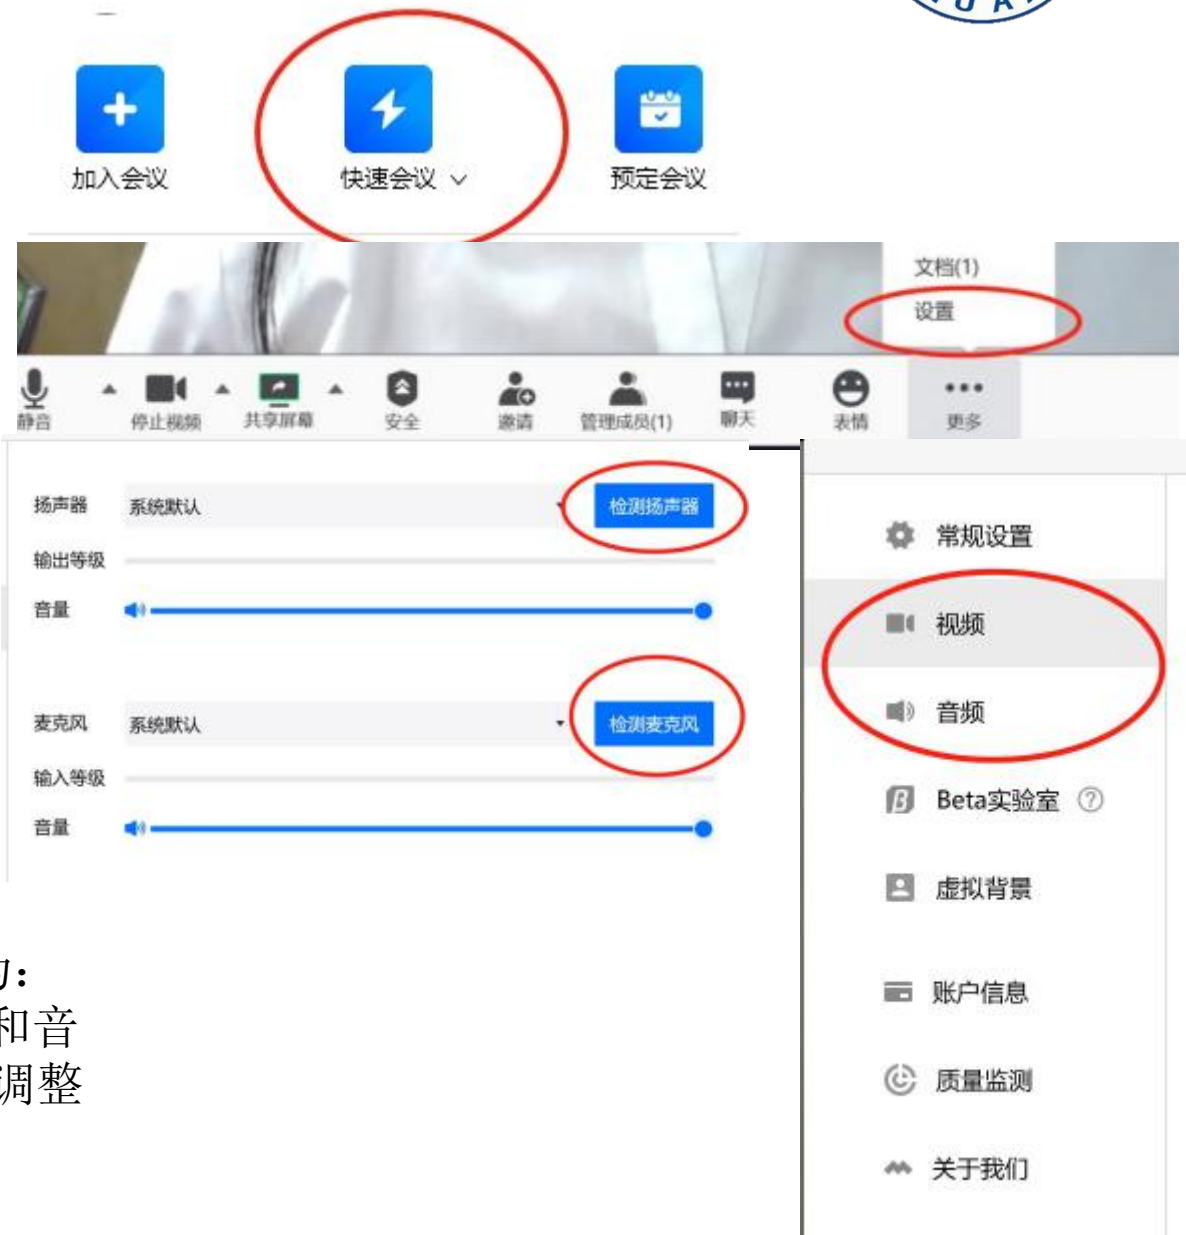 U A
加入会议
快速会议
预定会议
文档(1)
设置
静音
停止视频
共享屏幕
安全
邀请
管理成员(1)
聊天
表情
更多
扬声器 系统默认 检测扬声器
输出等级
音量
麦克风 系统默认 检测麦克风
输入等级
音量
常规设置
视频
音频
Beta实验室 ?
虚拟背景
账户信息
质量监测
关于我们
和音
调整